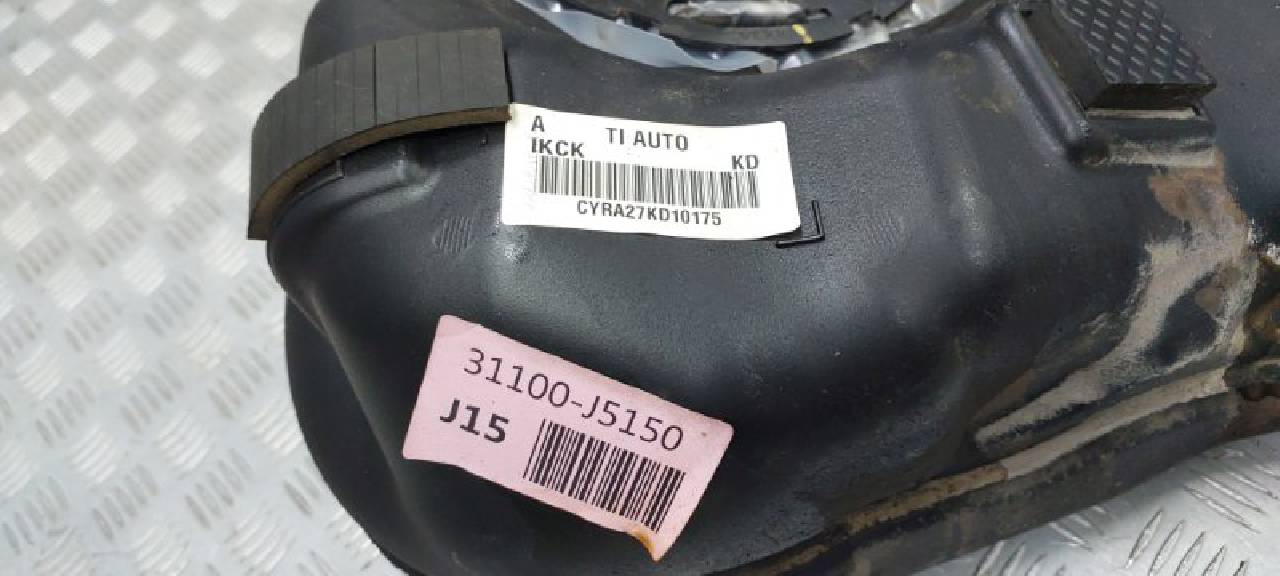 A TI AUTO
IKCK KD
CYRA27KD10175
31100-J5150
J15